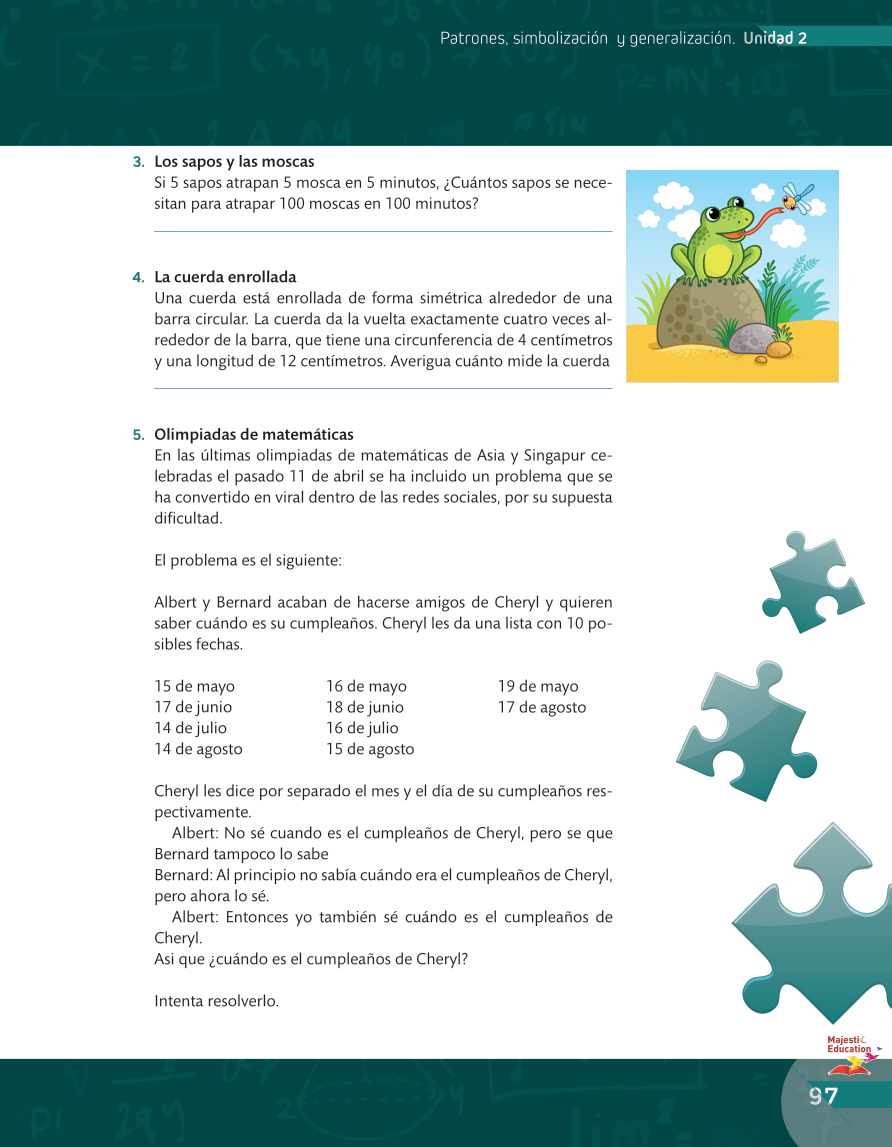 Patrones, simbolización y generalización. Unidad 2
3. Los sapos y las moscas
Si 5 sapos atrapan 5 mosca en 5 minutos, ¿Cuántos sapos se nece-
sitan para atrapar 100 moscas en 100 minutos?
4. La cuerda enrollada
Una cuerda está enrollada de forma simétrica alrededor de una
barra circular. La cuerda da la vuelta exactamente cuatro veces al-
rededor de la barra, que tiene una circunferencia de 4 centímetros
y una longitud de 12 centímetros. Averigua cuánto mide la cuerda
5. Olimpiadas de matemáticas
En las últimas olimpiadas de matemáticas de Asia y Singapur ce-
lebradas el pasado 11 de abril se ha incluido un problema que se
ha convertido en viral dentro de las redes sociales, por su supuesta
dificultad.
El problema es el siguiente:
Albert y Bernard acaban de hacerse amigos de Cheryl y quieren
saber cuándo es su cumpleaños. Cheryl les da una lista con 10 po-
sibles fechas.
15 de mayo 16 de mayo 19 de mayo
17 de junio 18 de junio 17 de agosto
14 de julio 16 de julio
14 de agosto 15 de agosto
Cheryl les dice por separado el mes y el día de su cumpleaños res-
pectivamente.
Albert: No sé cuando es el cumpleaños de Cheryl, pero se que
Bernard tampoco lo sabe
Bernard: Al principio no sabía cuándo era el cumpleaños de Cheryl,
pero ahora lo sé.
Albert: Entonces yo también sé cuándo es el cumpleaños de
Cheryl.
Asi que ¿cuándo es el cumpleaños de Cheryl?
Intenta resolverlo.
Majestic
Education
97